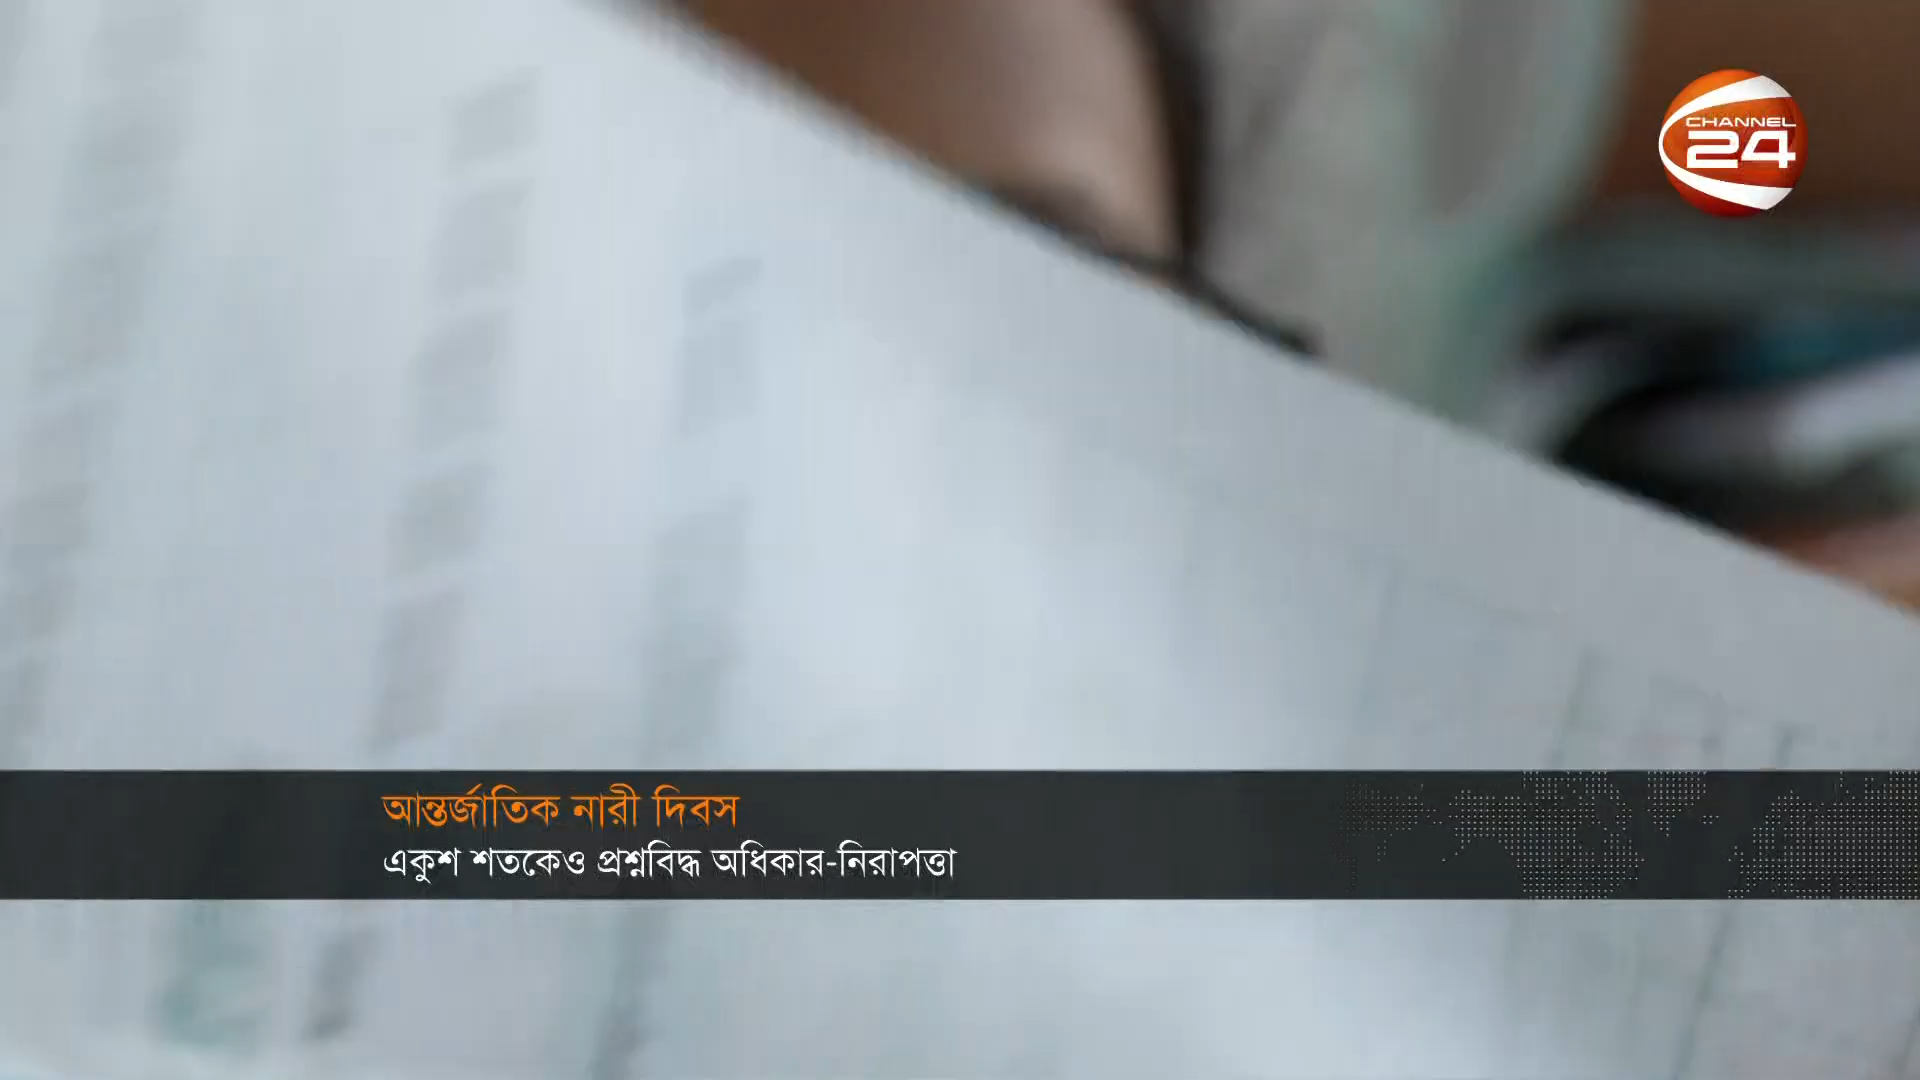 CHANNEL
24
আন্তর্জাতিক নারী দিবস
একুশ শতকেও প্রশ্নবিদ্ধ অধিকার-নিরাপত্তা